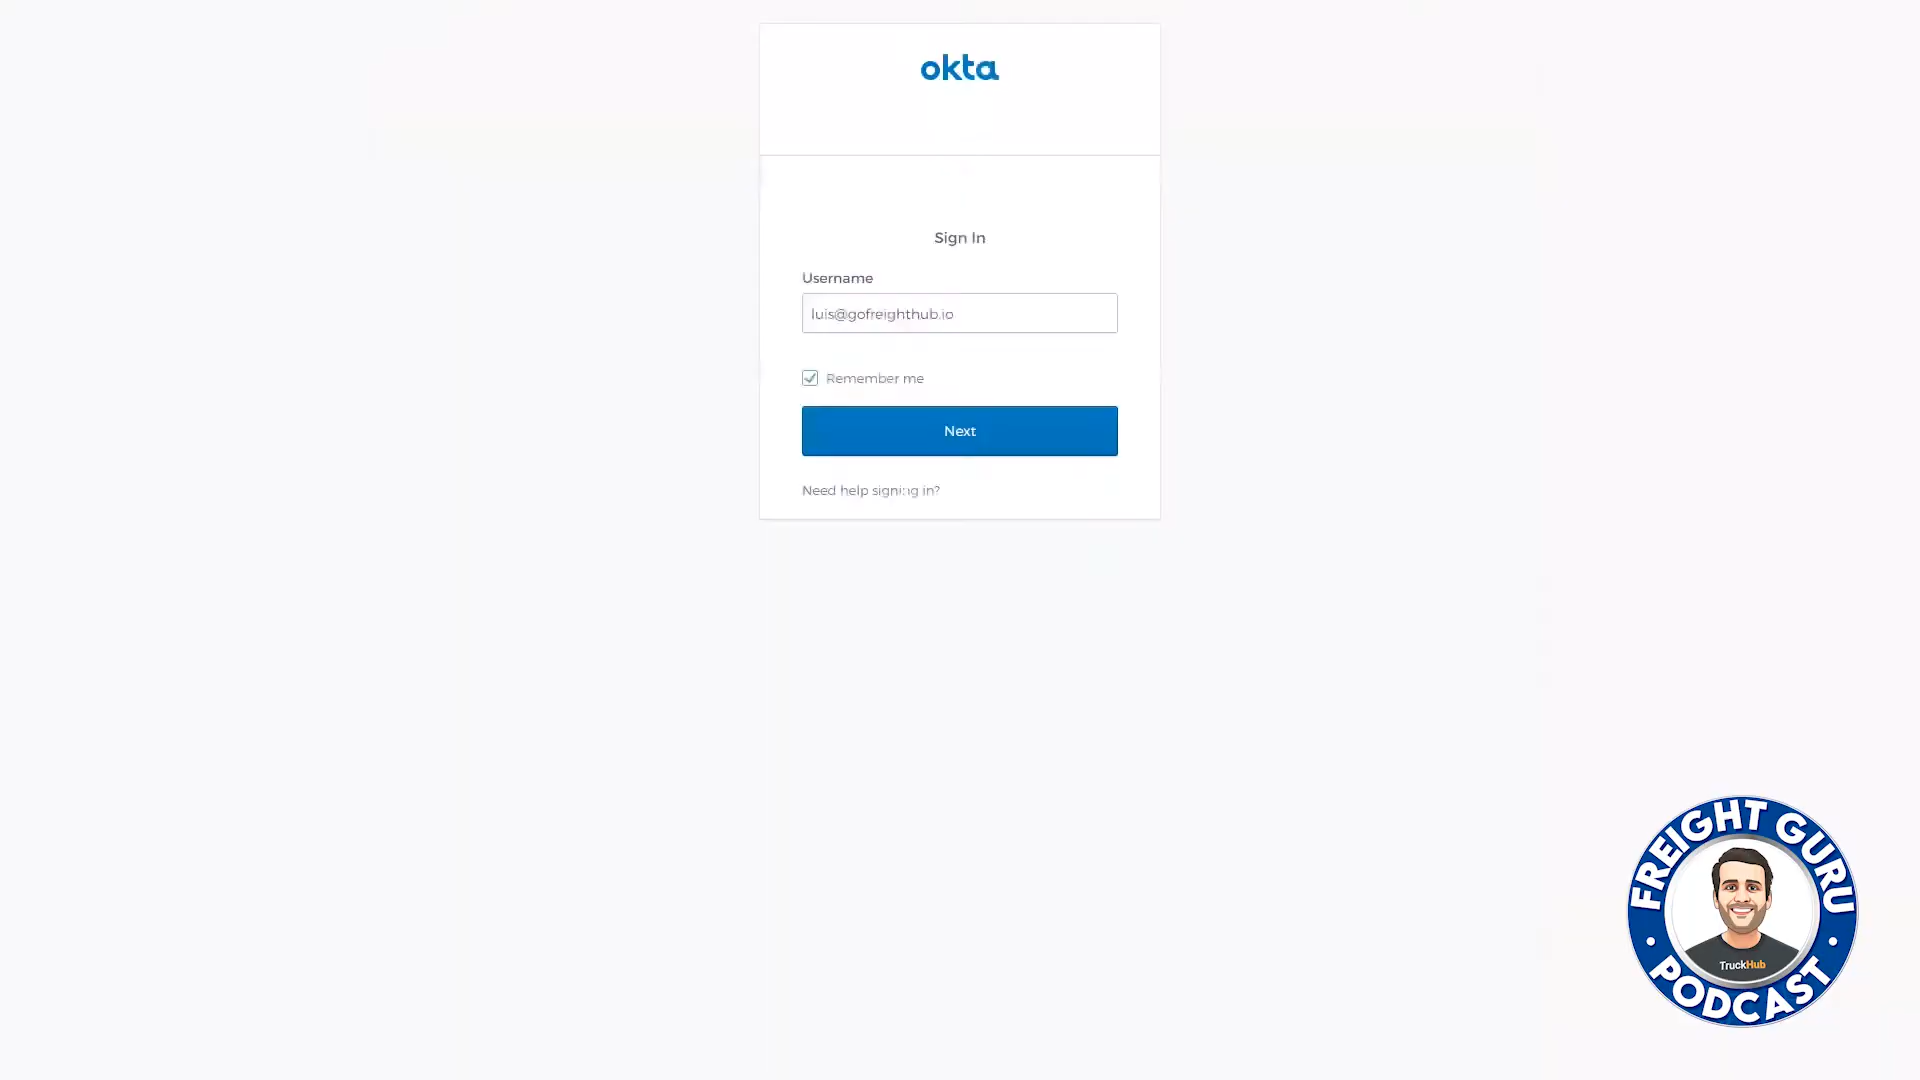 okta
Sign In
Username
luis@gofreighthub.io
Remember me
Next
Need help signing in?
FREIGHT GURU
TruckHub
PODCAST